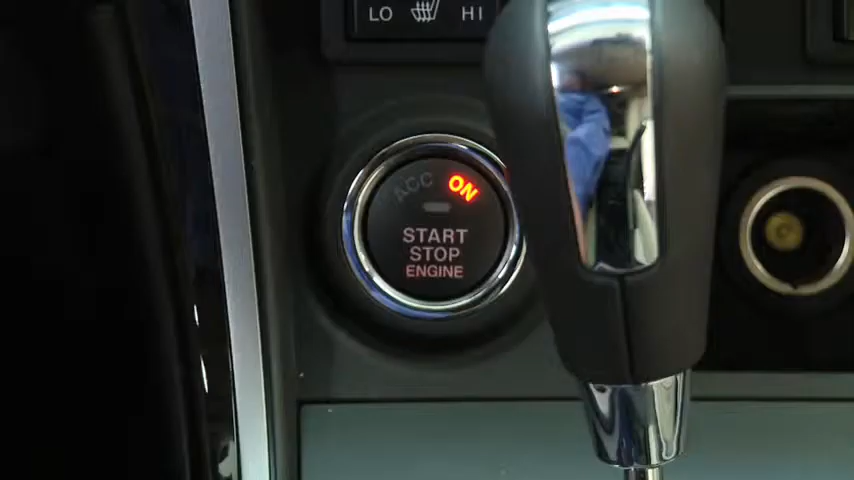 LO HI
ACC ON
START
STOP
ENGINE